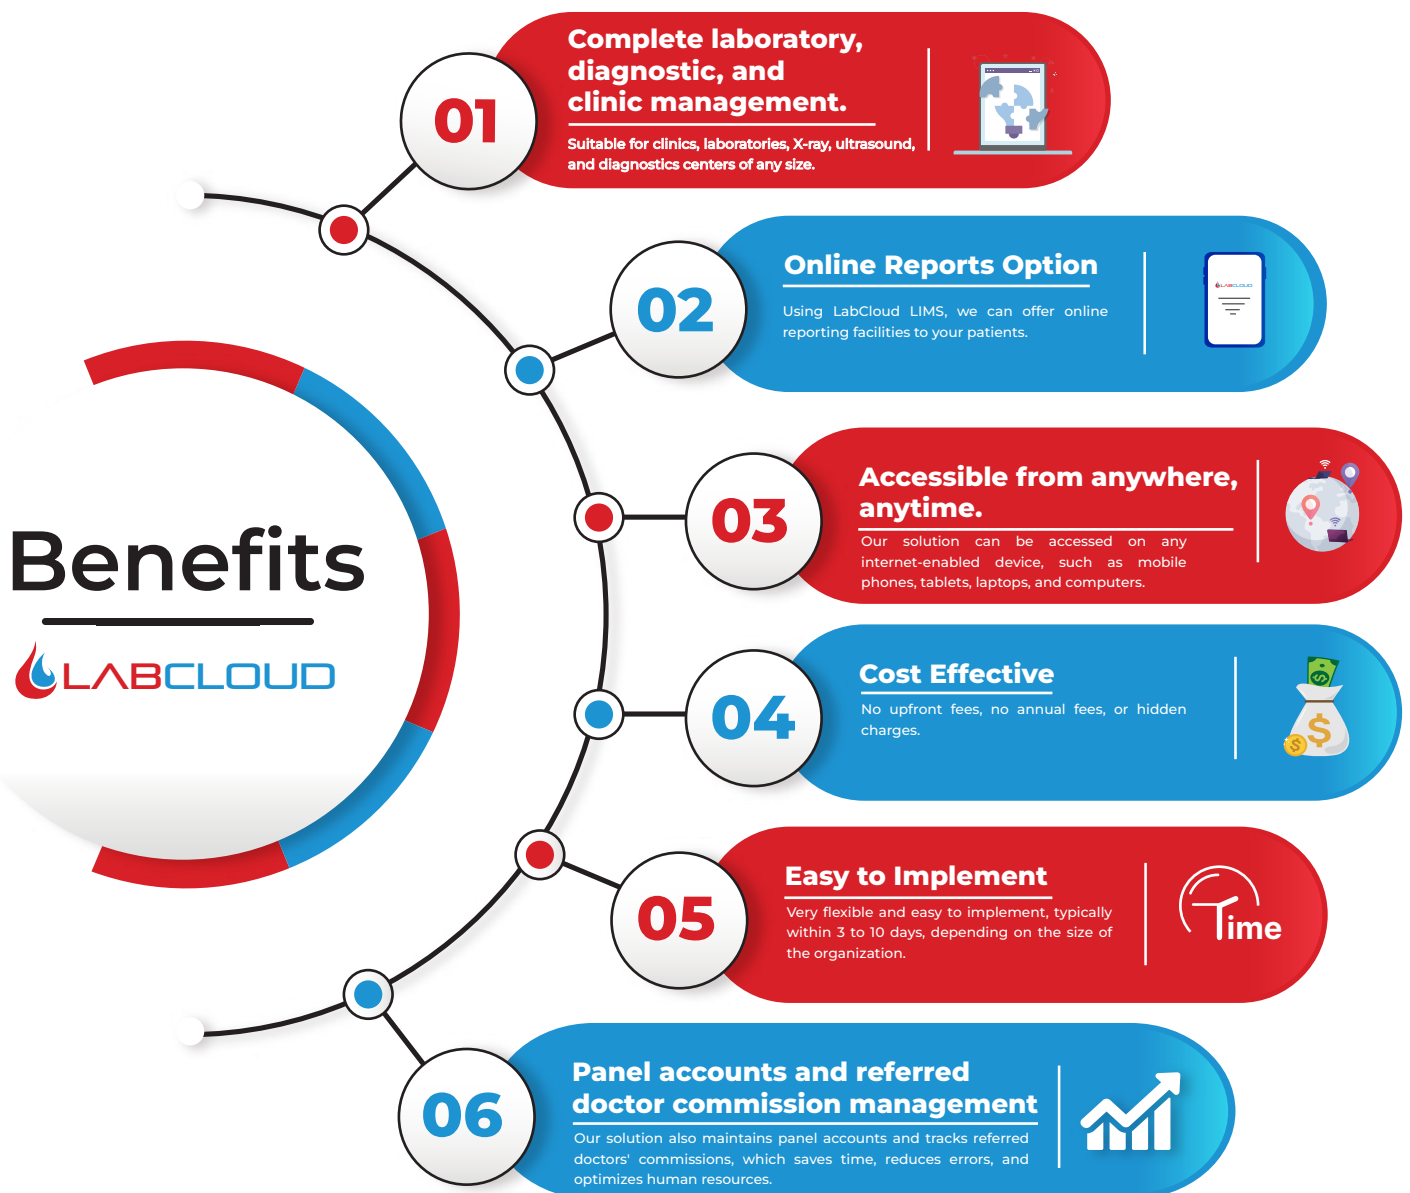 Benefits
LABCLOUD
01
Complete laboratory,
diagnostic, and
clinic management.
Suitable for clinics, laboratories, X-ray, ultrasound,
and diagnostics centers of any size.
02
Online Reports Option
Using LabCloud LIMS, we can offer online
reporting facilities to your patients.
LABCLOUD
03
Accessible from anywhere,
anytime.
Our solution can be accessed on any
internet-enabled device, such as mobile
phones, tablets, laptops, and computers.
04
Cost Effective
No upfront fees, no annual fees, or hidden
charges.
$
$
$
05
Easy to Implement
Very flexible and easy to implement, typically
within 3 to 10 days, depending on the size of
the organization.
Time
06
Panel accounts and referred
doctor commission management
Our solution also maintains panel accounts and tracks referred
doctors' commissions, which saves time, reduces errors, and
optimizes human resources.